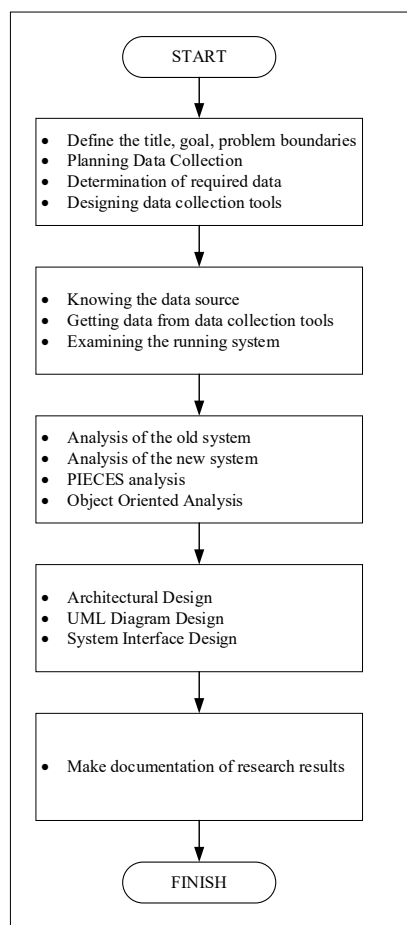 START
• Define the title, goal, problem boundaries
• Planning Data Collection
• Determination of required data
• Designing data collection tools
• Knowing the data source
• Getting data from data collection tools
• Examining the running system
• Analysis of the old system
• Analysis of the new system
• PIECES analysis
• Object Oriented Analysis
• Architectural Design
• UML Diagram Design
• System Interface Design
• Make documentation of research results
FINISH